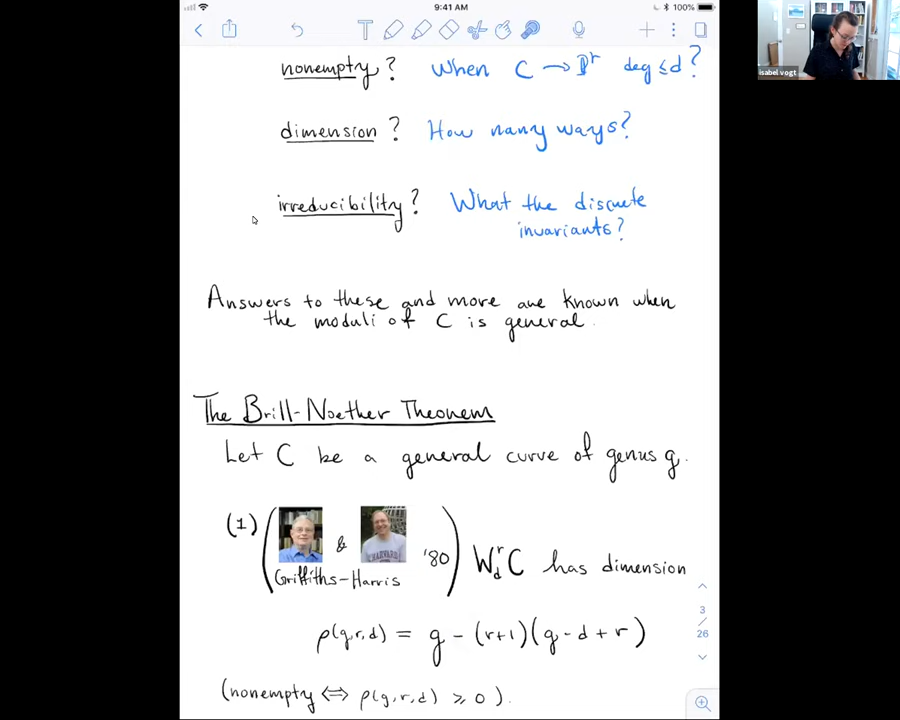 9:41 AM
100%
isabel vogt
nonempty? When C → ℙʳ deg ≤ d?
dimension? How many ways?
irreducibility? What the discrete
invariants?
Answers to these and more are known when
the moduli of C is general.
The Brill-Noether Theorem
Let C be a general curve of genus g.
(1) ( & '80) WʳdC has dimension
HARVARD
Griffiths-Harris
ρ(g,r,d) = g - (r+1)(g-d+r)
(nonempty ⟺ ρ(g,r,d) ≥ 0).
3
/
26